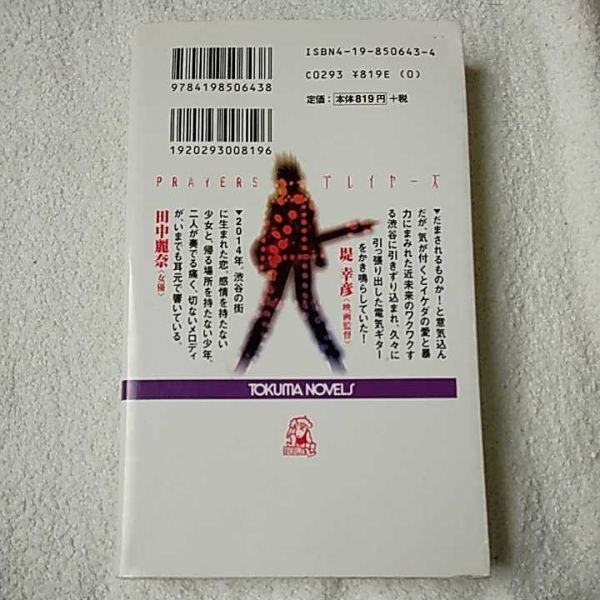 ISBN4-19-850643-4
C0293 ¥819E (0)
定価：本体819円＋税
9784198506438
1920293008196
PRAYERS プレイヤーズ
▼だまされるものか！と意気込ん
だが、気が付くとイケダの愛と暴
力にまみれた近未来のワクワクす
る渋谷に引きずり込まれ、久々に
引っ張り出した電気ギター
をかき鳴らしていた！
堤 幸彦〈映画監督〉
▼2014年、渋谷の街
に生まれた恋。感情を持たない
少女と、帰る場所を持たない少年。
二人が奏でる痛く、切ないメロディ
が、いまでも耳元で響いている。
田中麗奈〈女優〉
TOKUMA NOVELS